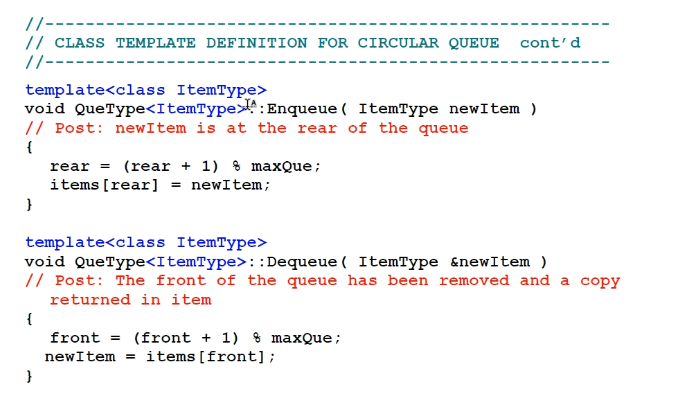 //-------------------------------------------------------
// CLASS TEMPLATE DEFINITION FOR CIRCULAR QUEUE cont’d
//-------------------------------------------------------
template<class ItemType>
void QueType<ItemType>::Enqueue( ItemType newItem )
// Post: newItem is at the rear of the queue
{
rear = (rear + 1) % maxQue;
items[rear] = newItem;
}
template<class ItemType>
void QueType<ItemType>::Dequeue( ItemType &newItem )
// Post: The front of the queue has been removed and a copy
returned in item
{
front = (front + 1) % maxQue;
newItem = items[front];
}